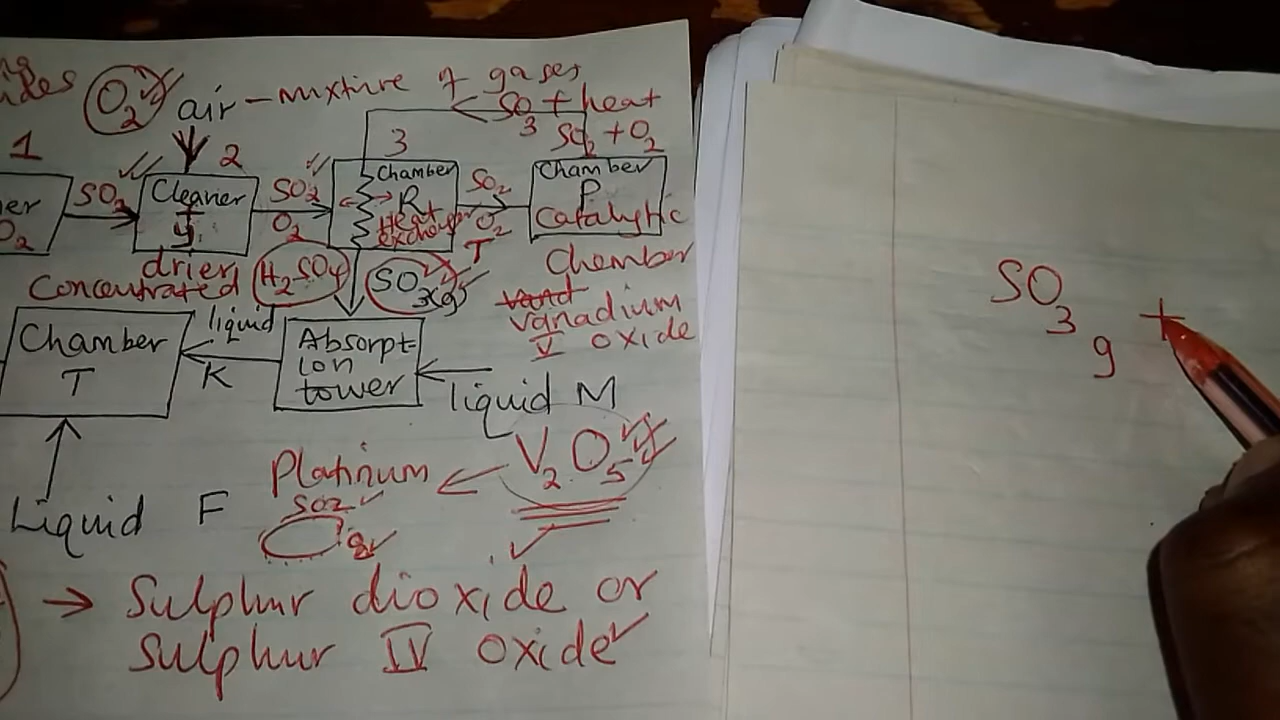 O2 air - mixture of gases
SO3 + heat
1 2 3 SO2 + O2
SO2 Cleaner SO2 Chamber SO2 Chamber
O2 R O2 P
Heat exchanger Catalytic
drier T Chamber
Concentrated H2SO4 SO3(g) Vanadium
V oxide
Chamber liquid Absorpt-
T K ion
tower liquid M
Platinum V2O5
SO2
Liquid F
→ Sulphur dioxide or
Sulphur IV oxide
SO3 g +